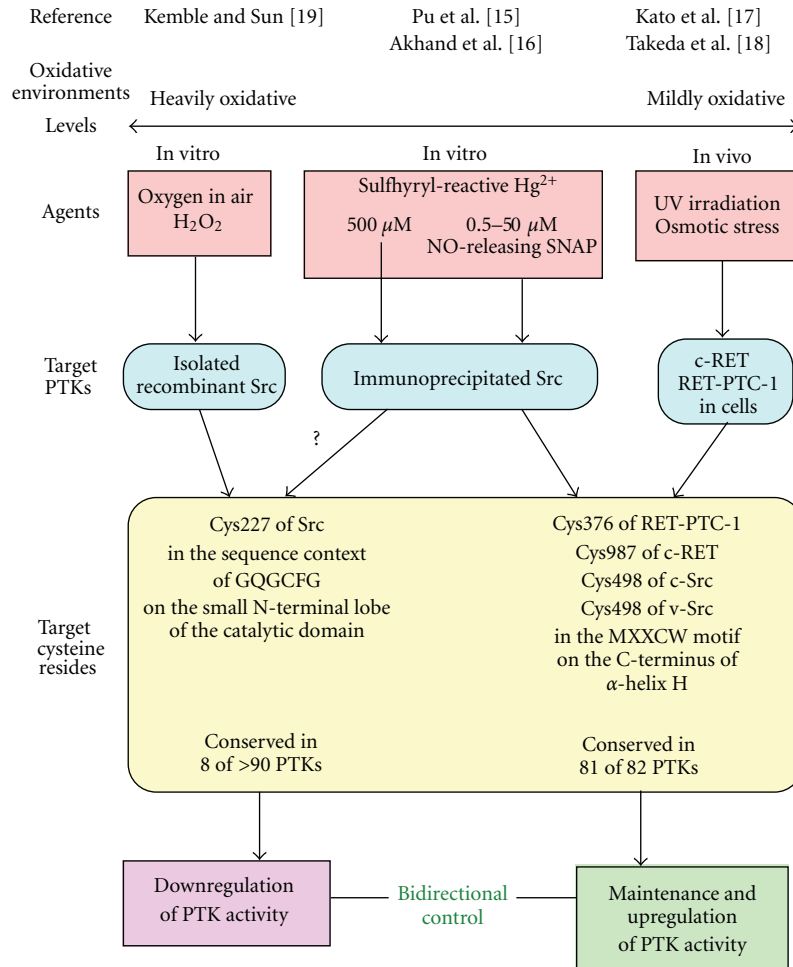 Reference
Kemble and Sun [19]
Pu et al. [15]
Akhand et al. [16]
Kato et al. [17]
Takeda et al. [18]
Oxidative
environments
Levels
Heavily oxidative
Mildly oxidative
In vitro
In vitro
In vivo
Agents
Oxygen in air
H₂O₂
Sulfhyryl-reactive Hg²⁺
500 μM
0.5–50 μM
NO-releasing SNAP
UV irradiation
Osmotic stress
Target
PTKs
Isolated
recombinant Src
Immunoprecipitated Src
c-RET
RET-PTC-1
in cells
?
Target
cysteine
resides
Cys227 of Src
in the sequence context
of GQGCFG
on the small N-terminal lobe
of the catalytic domain
Conserved in
8 of >90 PTKs
Cys376 of RET-PTC-1
Cys987 of c-RET
Cys498 of c-Src
Cys498 of v-Src
in the MXXCW motif
on the C-terminus of
α-helix H
Conserved in
81 of 82 PTKs
Downregulation
of PTK activity
Bidirectional
control
Maintenance and
upregulation
of PTK activity